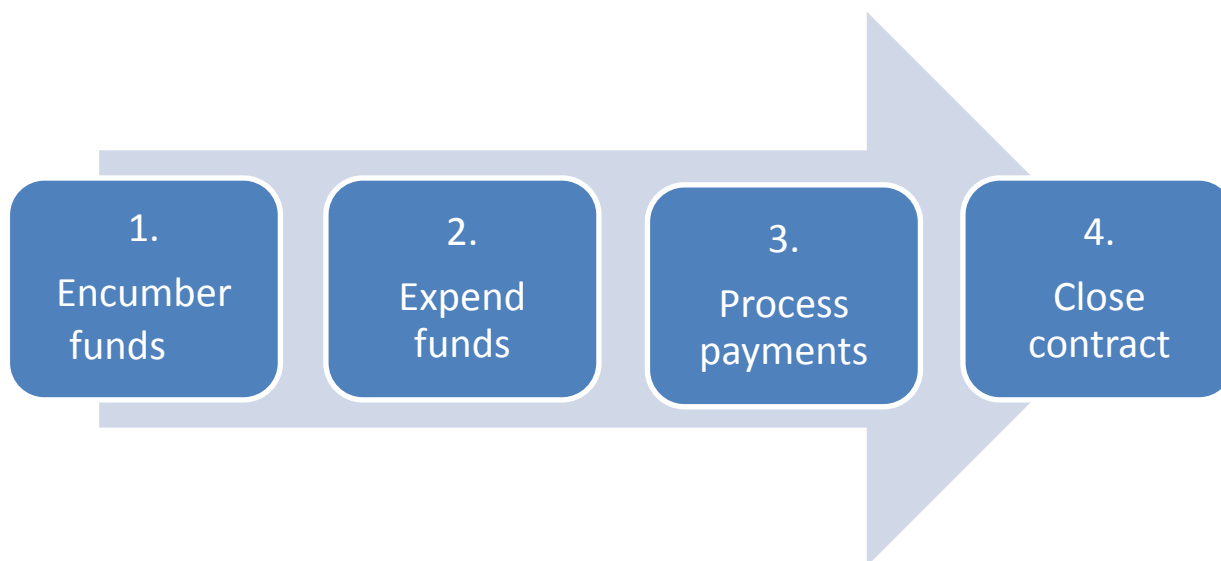 1.
Encumber
funds
2.
Expend
funds
3.
Process
payments
4.
Close
contract